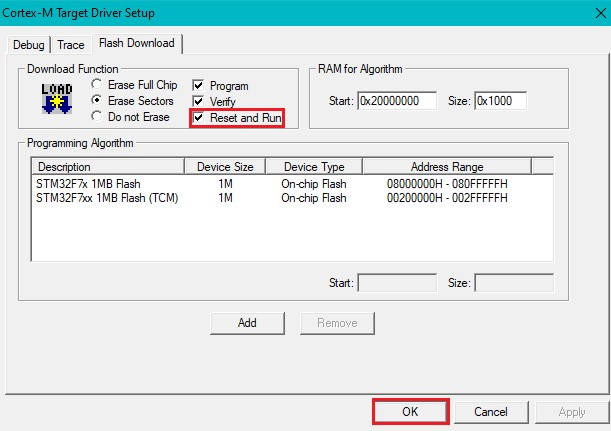 Cortex-M Target Driver Setup
Debug Trace Flash Download
Download Function
LOAD
Erase Full Chip
Erase Sectors
Do not Erase
Program
Verify
Reset and Run
RAM for Algorithm
Start: 0x20000000 Size: 0x1000
Programming Algorithm
Description Device Size Device Type Address Range
STM32F7x 1MB Flash 1M On-chip Flash 08000000H - 080FFFFFH
STM32F7xx 1MB Flash (TCM) 1M On-chip Flash 00200000H - 002FFFFFH
Start: Size:
Add Remove
OK Cancel Apply